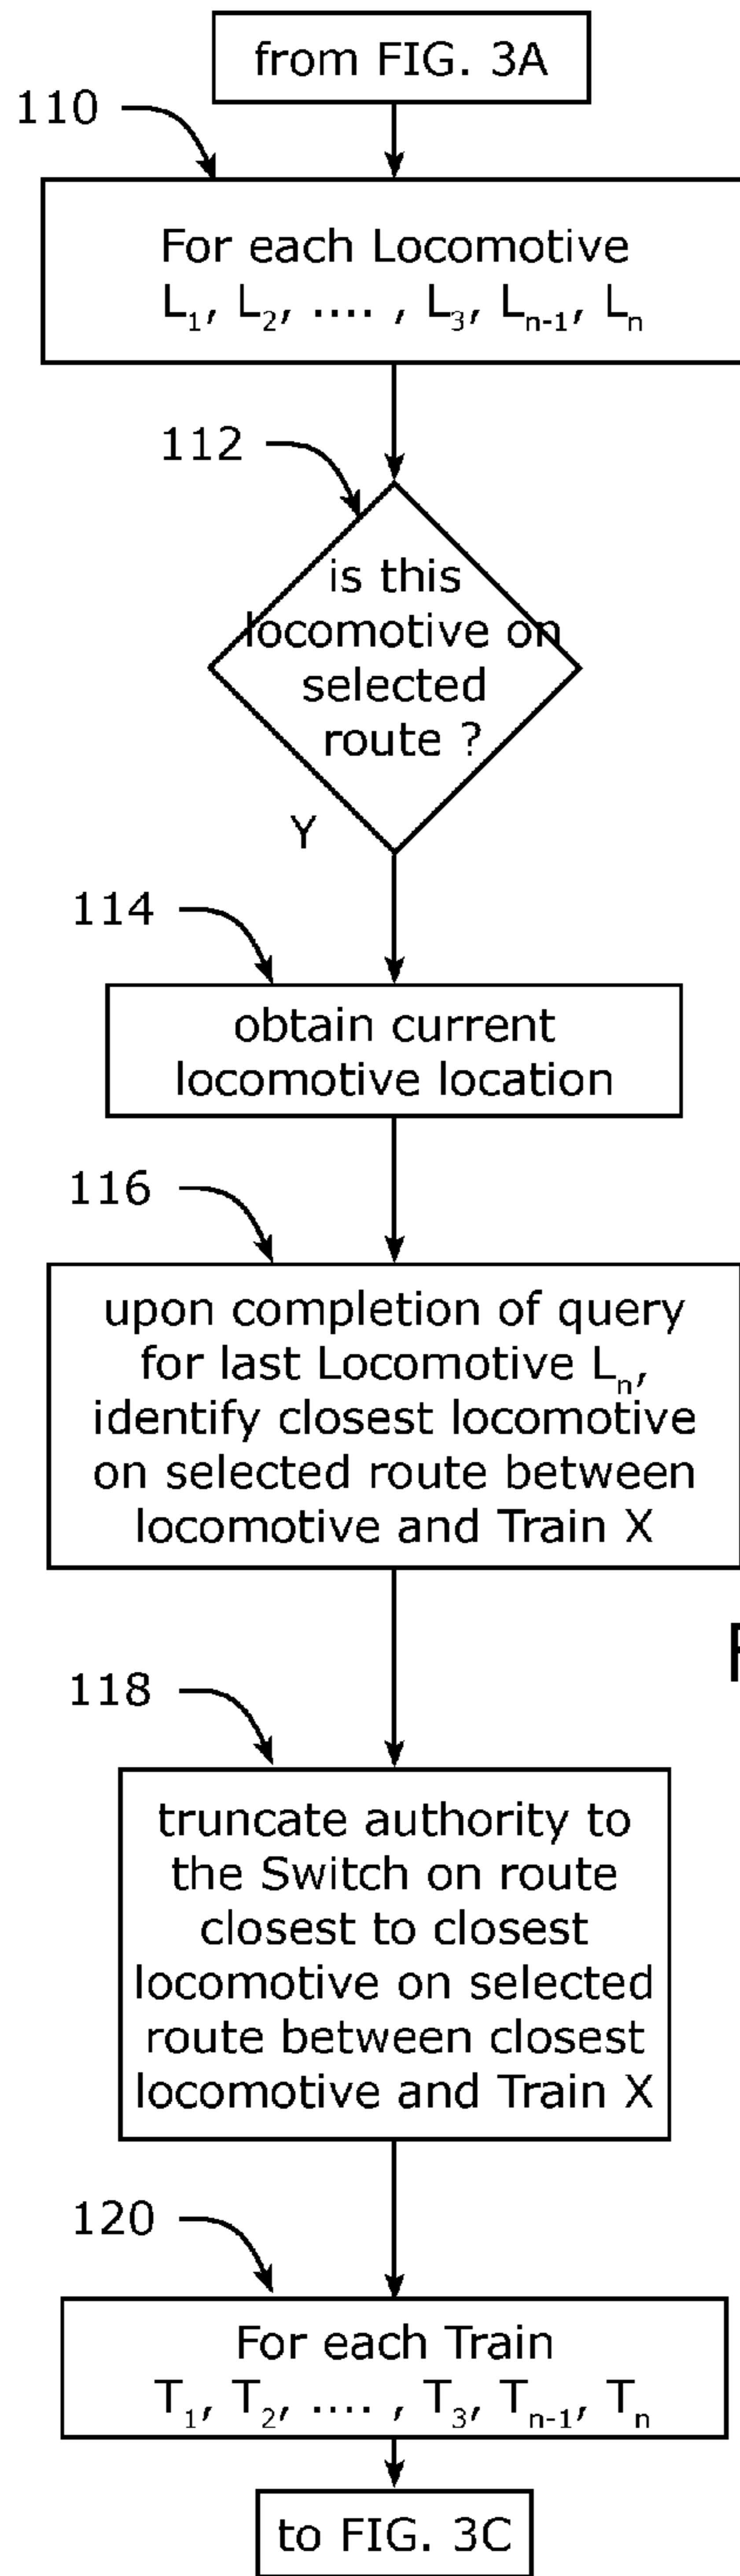 from FIG. 3A
110
For each Locomotive
L₁, L₂, .... , L₃, Lₙ₋₁, Lₙ
112
is this
locomotive on
selected
route ?
Y
114
obtain current
locomotive location
116
upon completion of query
for last Locomotive Lₙ,
identify closest locomotive
on selected route between
locomotive and Train X
118
truncate authority to
the Switch on route
closest to closest
locomotive on selected
route between closest
locomotive and Train X
120
For each Train
T₁, T₂, .... , T₃, Tₙ₋₁, Tₙ
to FIG. 3C